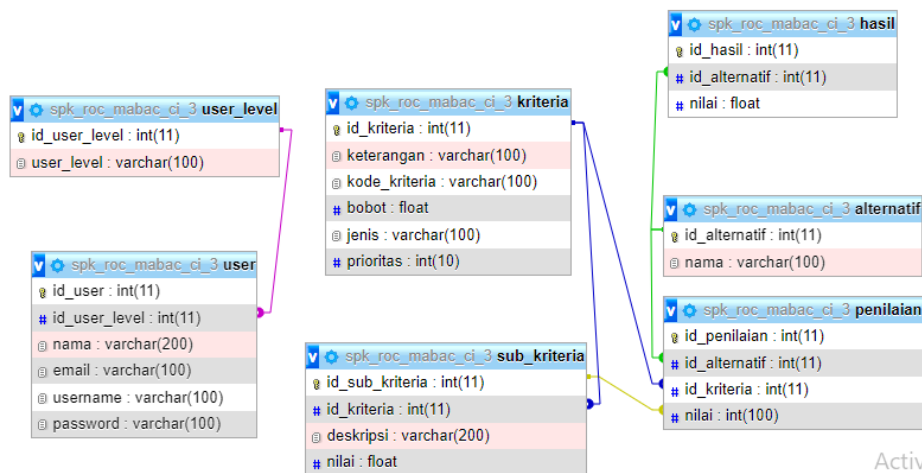 spk_roc_mabac_ci_3 user_level
id_user_level : int(11)
user_level : varchar(100)
spk_roc_mabac_ci_3 user
id_user : int(11)
id_user_level : int(11)
nama : varchar(200)
email : varchar(100)
username : varchar(100)
password : varchar(100)
spk_roc_mabac_ci_3 kriteria
id_kriteria : int(11)
keterangan : varchar(100)
kode_kriteria : varchar(100)
bobot : float
jenis : varchar(100)
prioritas : int(10)
spk_roc_mabac_ci_3 sub_kriteria
id_sub_kriteria : int(11)
id_kriteria : int(11)
deskripsi : varchar(200)
nilai : float
spk_roc_mabac_ci_3 hasil
id_hasil : int(11)
id_alternatif : int(11)
nilai : float
spk_roc_mabac_ci_3 alternatif
id_alternatif : int(11)
nama : varchar(100)
spk_roc_mabac_ci_3 penilaian
id_penilaian : int(11)
id_alternatif : int(11)
id_kriteria : int(11)
nilai : int(100)
Activ